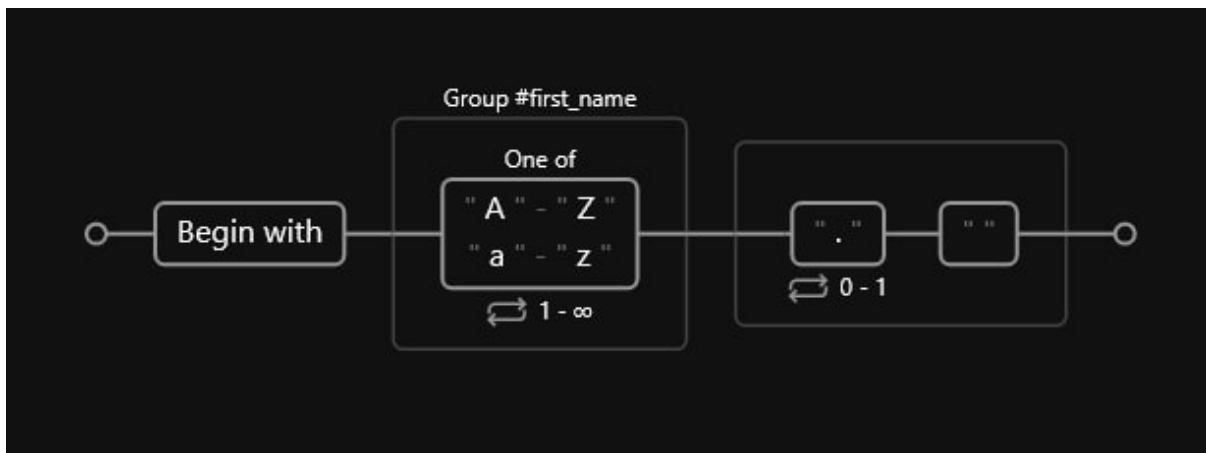 Group #first_name
One of
Begin with
"A" - "Z"
"a" - "z"
1 - ∞
"."
" "
0 - 1